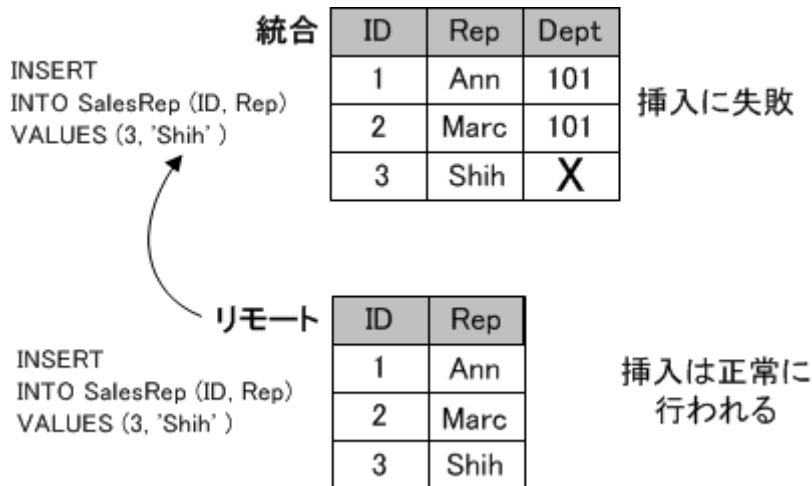 統合
ID Rep Dept
1 Ann 101
2 Marc 101
3 Shih X
INSERT
INTO SalesRep (ID, Rep)
VALUES (3, 'Shih' )
挿入に失敗
リモート
ID Rep
1 Ann
2 Marc
3 Shih
INSERT
INTO SalesRep (ID, Rep)
VALUES (3, 'Shih' )
挿入は正常に
行われる